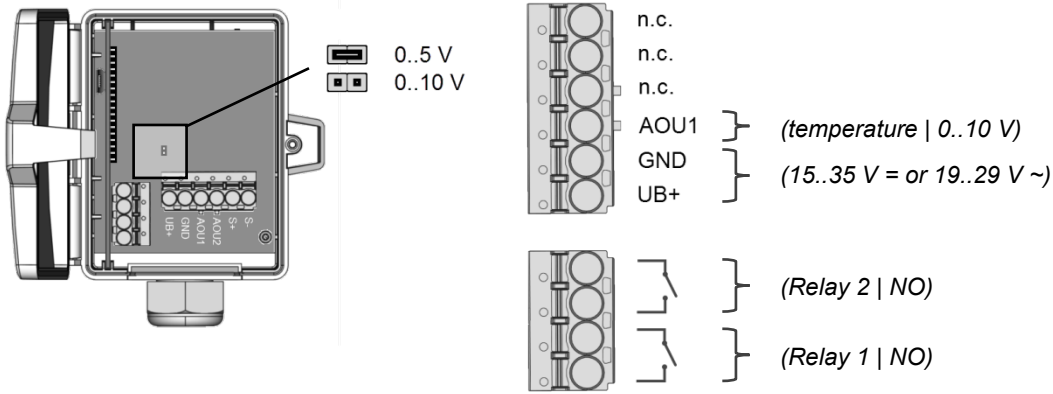 0..5 V
0..10 V
UB+
GND
AOU1
AOU2
S+
S-
n.c.
n.c.
n.c.
AOU1
(temperature | 0..10 V)
GND
(15..35 V = or 19..29 V ~)
UB+
(Relay 2 | NO)
(Relay 1 | NO)